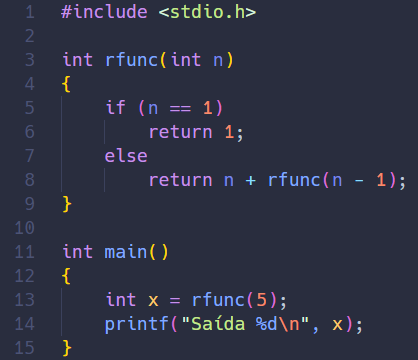 1 #include <stdio.h>
2
3 int rfunc(int n)
4 {
5     if (n == 1)
6         return 1;
7     else
8         return n + rfunc(n - 1);
9 }
10
11 int main()
12 {
13     int x = rfunc(5);
14     printf("Saída %d\n", x);
15 }